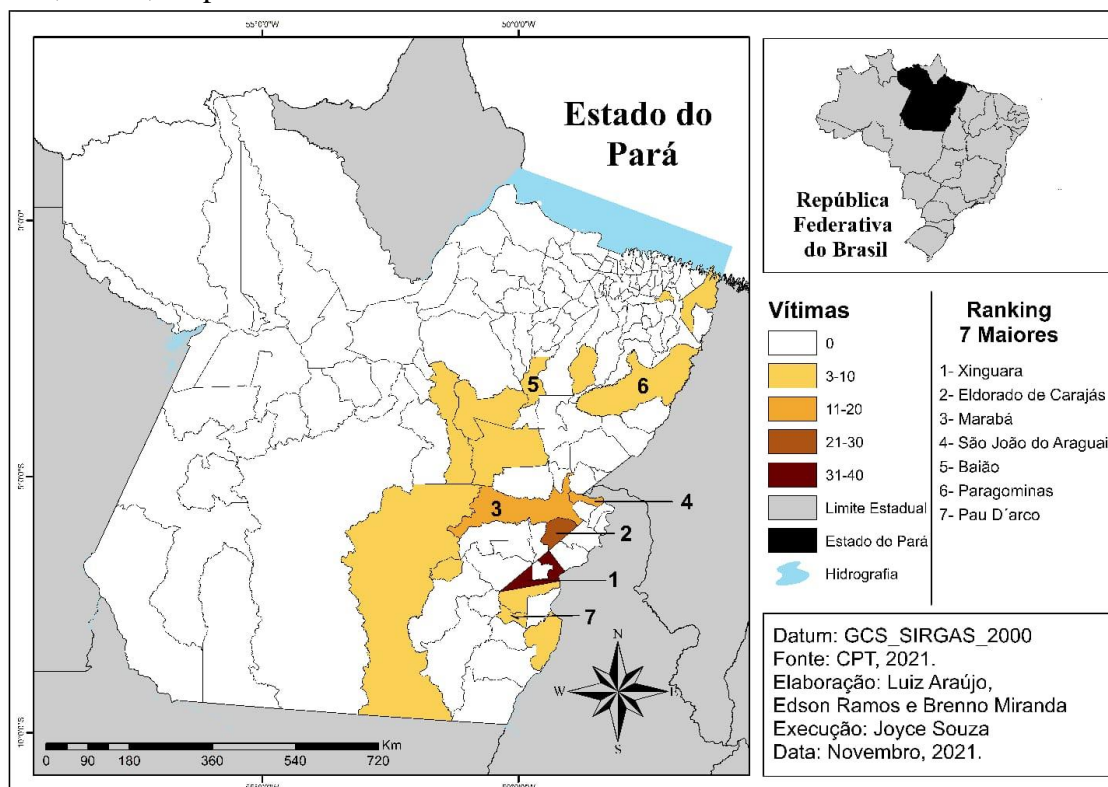 55°0'0"W
50°0'0"W
Estado do
Pará
República
Federativa
do Brasil
5°0'0"S
10°0'0"S
5
6
3
4
2
1
7
Vítimas
0
3-10
11-20
21-30
31-40
Limite Estadual
Estado do Pará
Hidrografia
Ranking
7 Maiores
1- Xinguara
2- Eldorado de Carajás
3- Marabá
4- São João do Araguai
5- Baião
6- Paragominas
7- Pau D´arco
N
W
E
S
Km
0 90 180 360 540 720
Datum: GCS_SIRGAS_2000
Fonte: CPT, 2021.
Elaboração: Luiz Araújo,
Edson Ramos e Brenno Miranda
Execução: Joyce Souza
Data: Novembro, 2021.